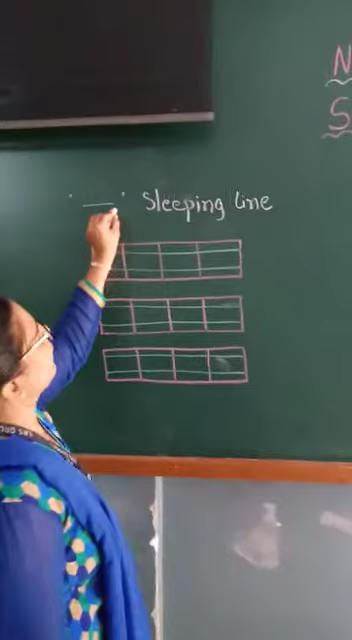 N
S
' — ' Sleeping line